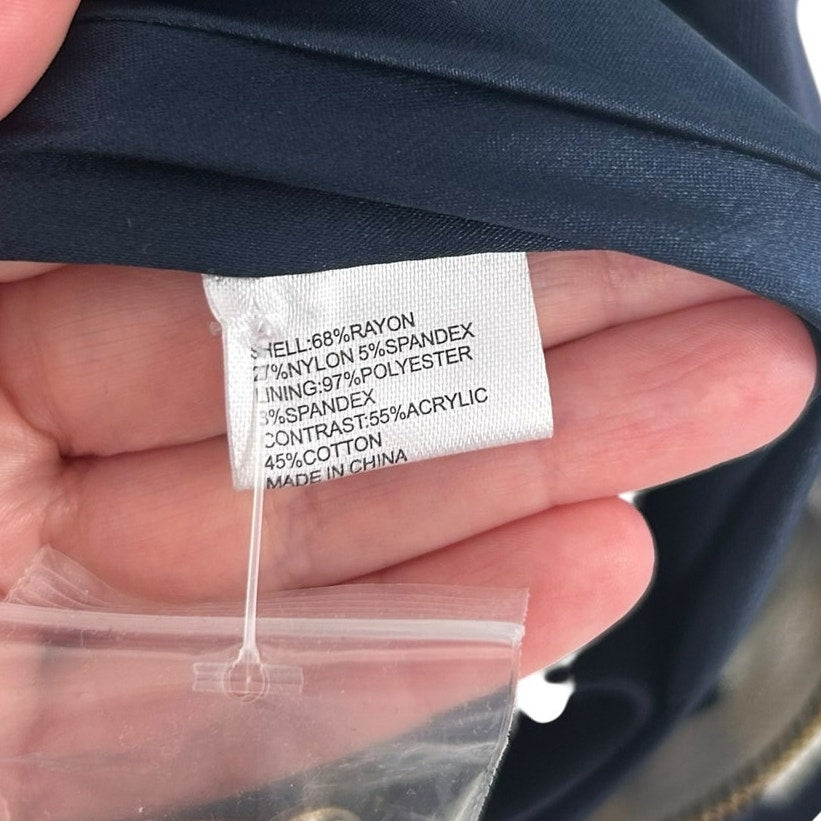 SHELL:68%RAYON
27%NYLON 5%SPANDEX
LINING:97%POLYESTER
3%SPANDEX
CONTRAST:55%ACRYLIC
45%COTTON
MADE IN CHINA